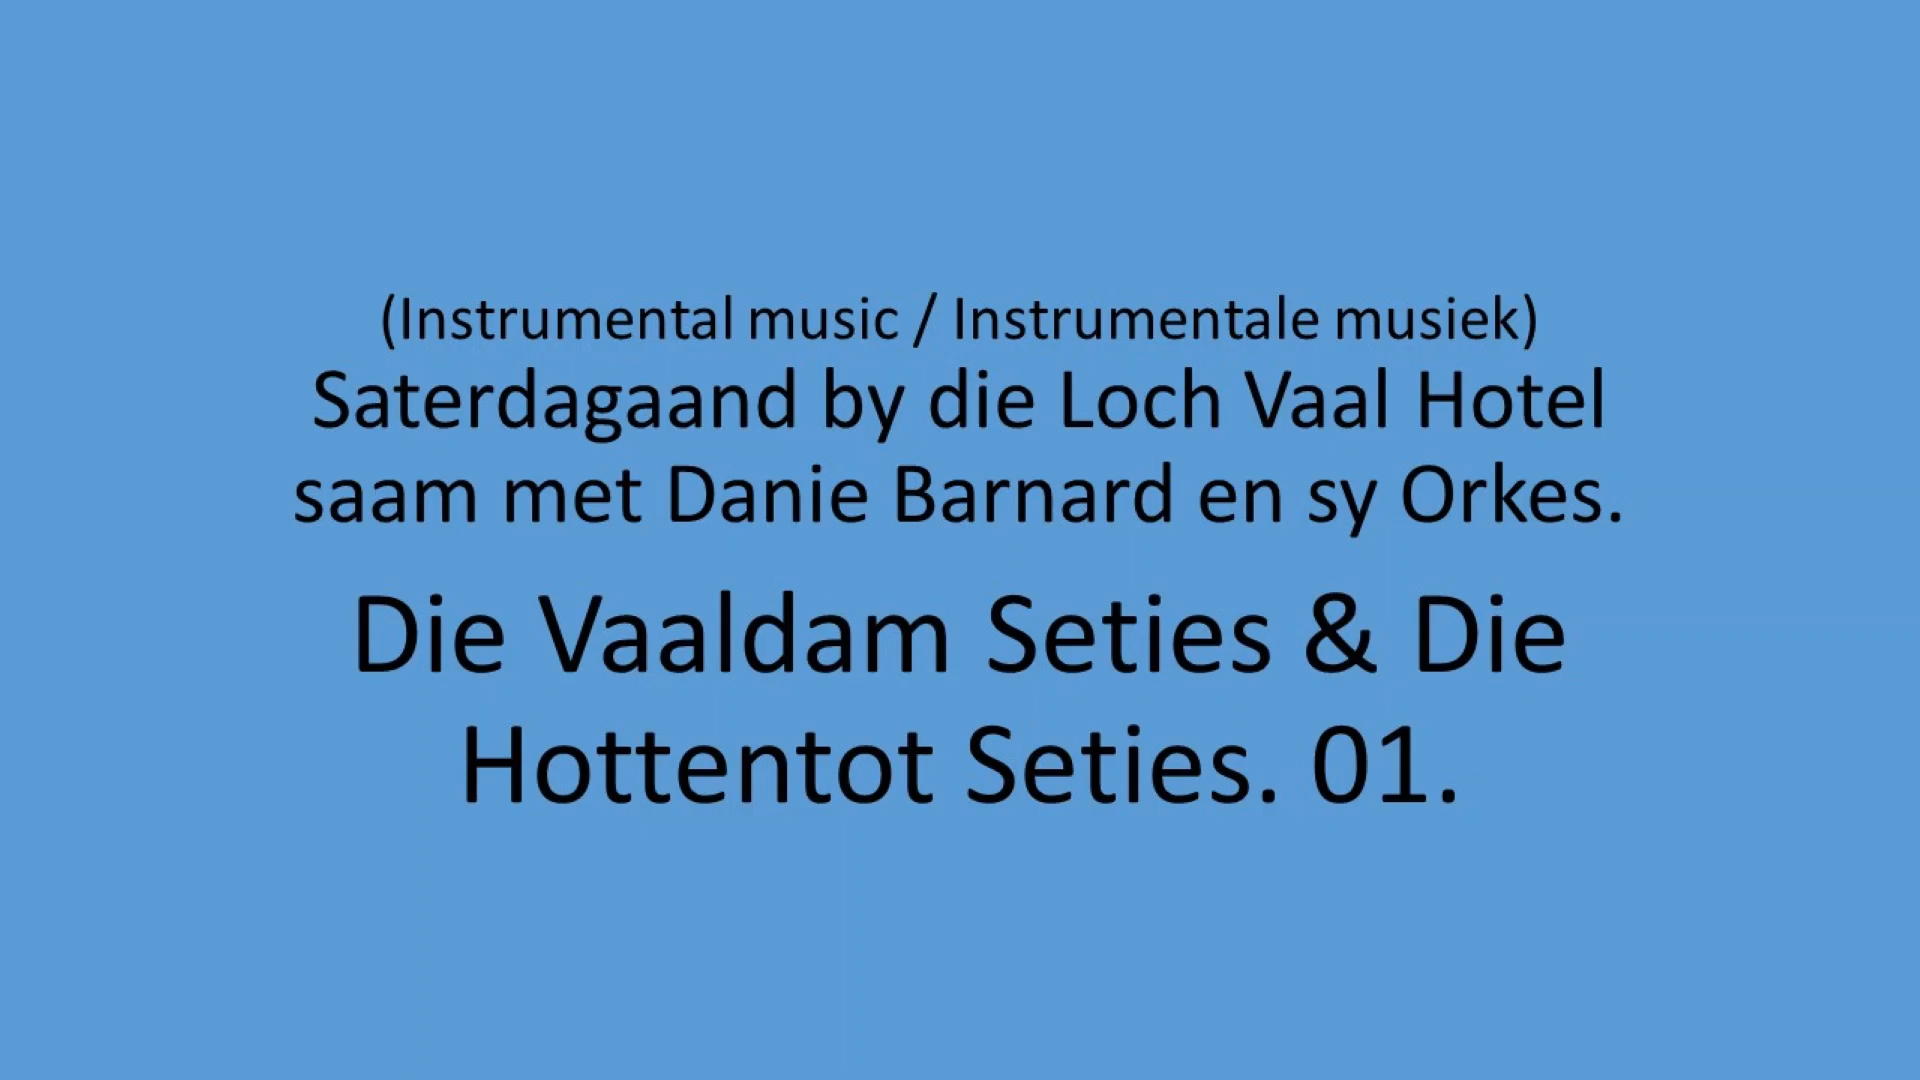 (Instrumental music / Instrumentale musiek)
Saterdagaand by die Loch Vaal Hotel
saam met Danie Barnard en sy Orkes.
Die Vaaldam Seties & Die
Hottentot Seties. 01.